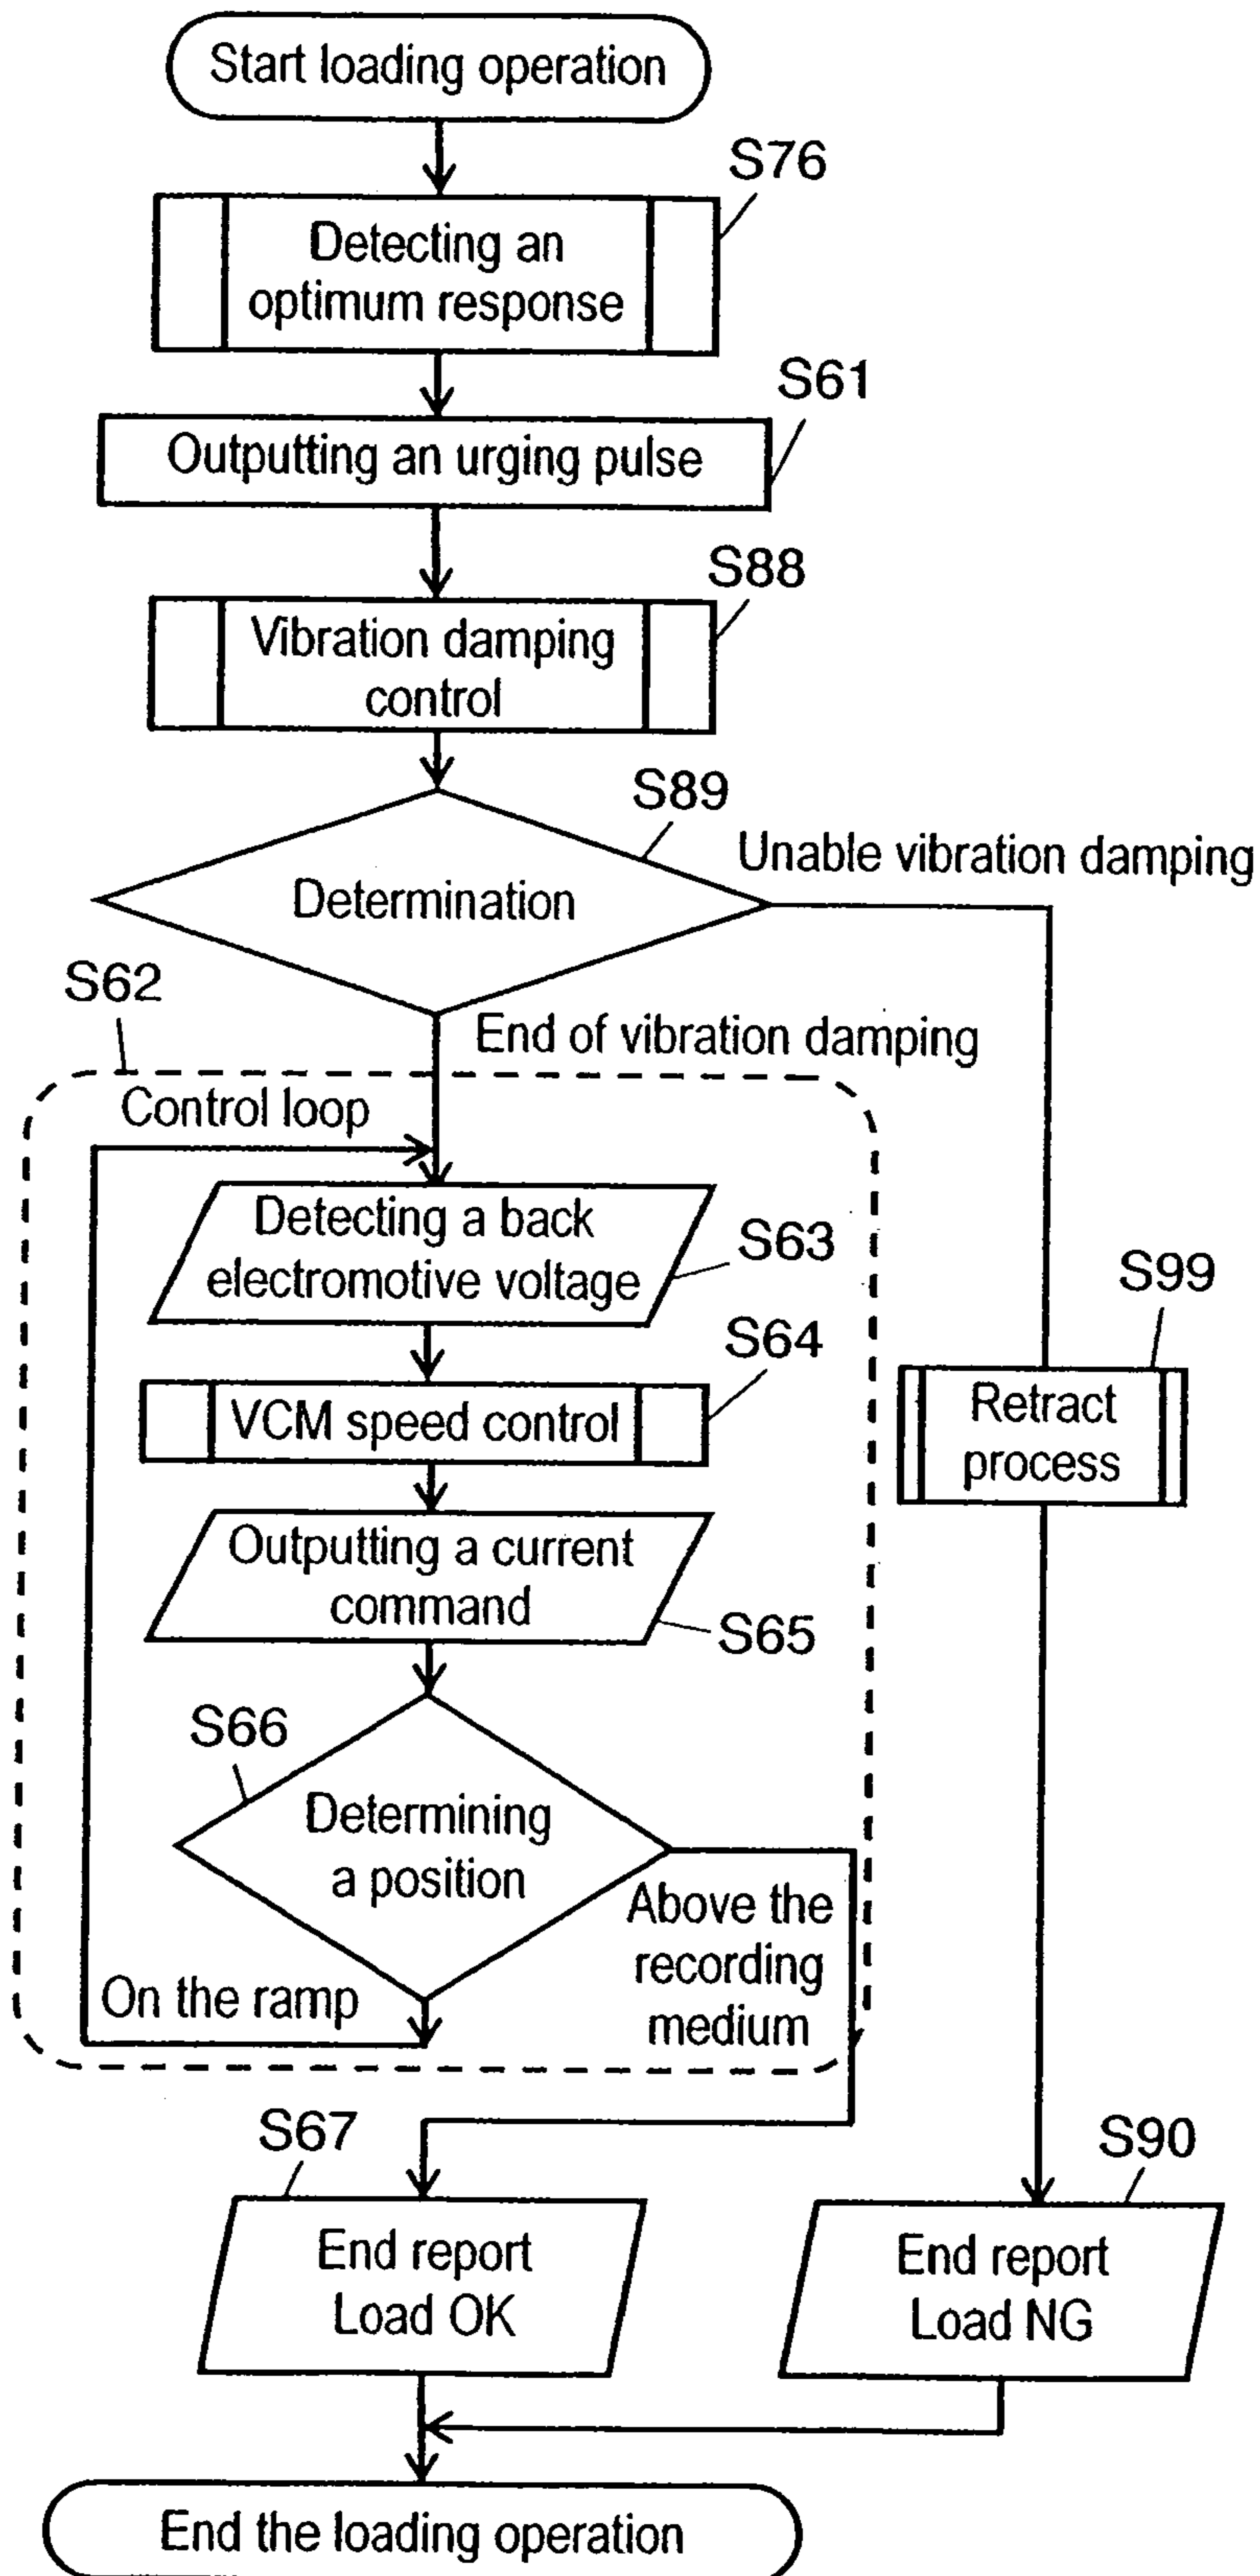 Start loading operation
S76
Detecting an
optimum response
S61
Outputting an urging pulse
S88
Vibration damping
control
S89
Unable vibration damping
Determination
S62
End of vibration damping
Control loop
Detecting a back
electromotive voltage
S63
S99
S64
VCM speed control
Retract
process
Outputting a current
command
S65
S66
Determining
a position
Above the
recording
medium
On the ramp
S67
S90
End report
Load OK
End report
Load NG
End the loading operation